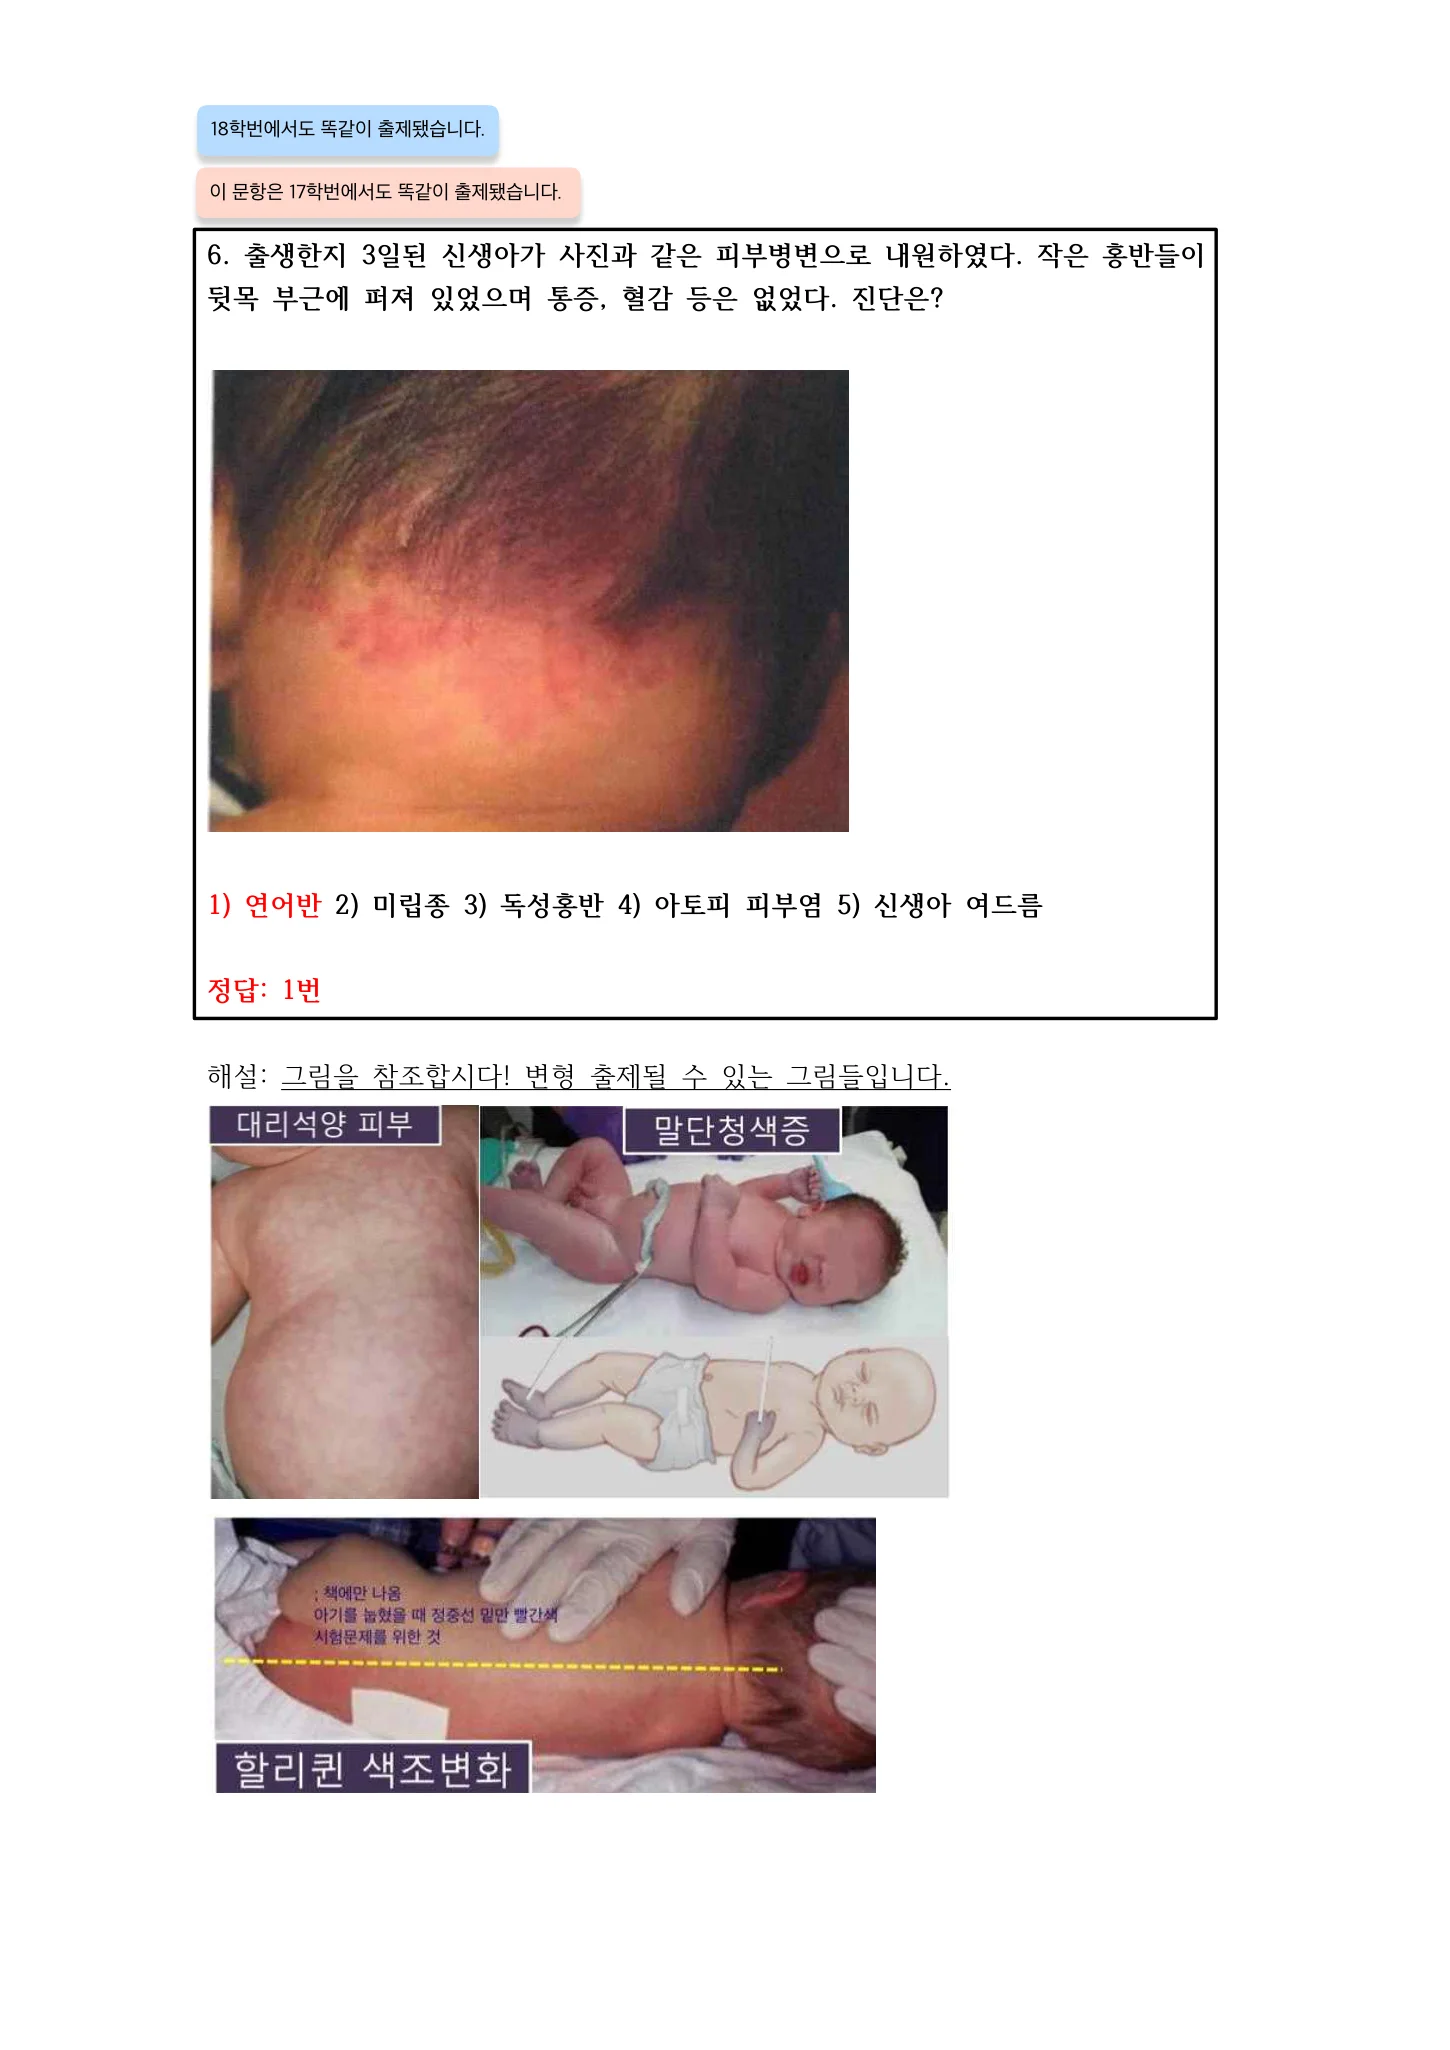 18학번에서도 똑같이 출제됐습니다.
이 문항은 17학번에서도 똑같이 출제됐습니다.
6. 출생한지 3일된 신생아가 사진과 같은 피부병변으로 내원하였다. 작은 홍반들이
뒷목 부근에 퍼져 있었으며 통증, 혈감 등은 없었다. 진단은?
1) 연어반 2) 미립종 3) 독성홍반 4) 아토피 피부염 5) 신생아 여드름
정답: 1번
해설: 그림을 참조합시다! 변형 출제될 수 있는 그림들입니다.
대리석양 피부
말단청색증
; 책에만 나옴
아기를 눕혔을 때 정중선 밑만 빨간색
시험문제를 위한 것
할리퀸 색조변화